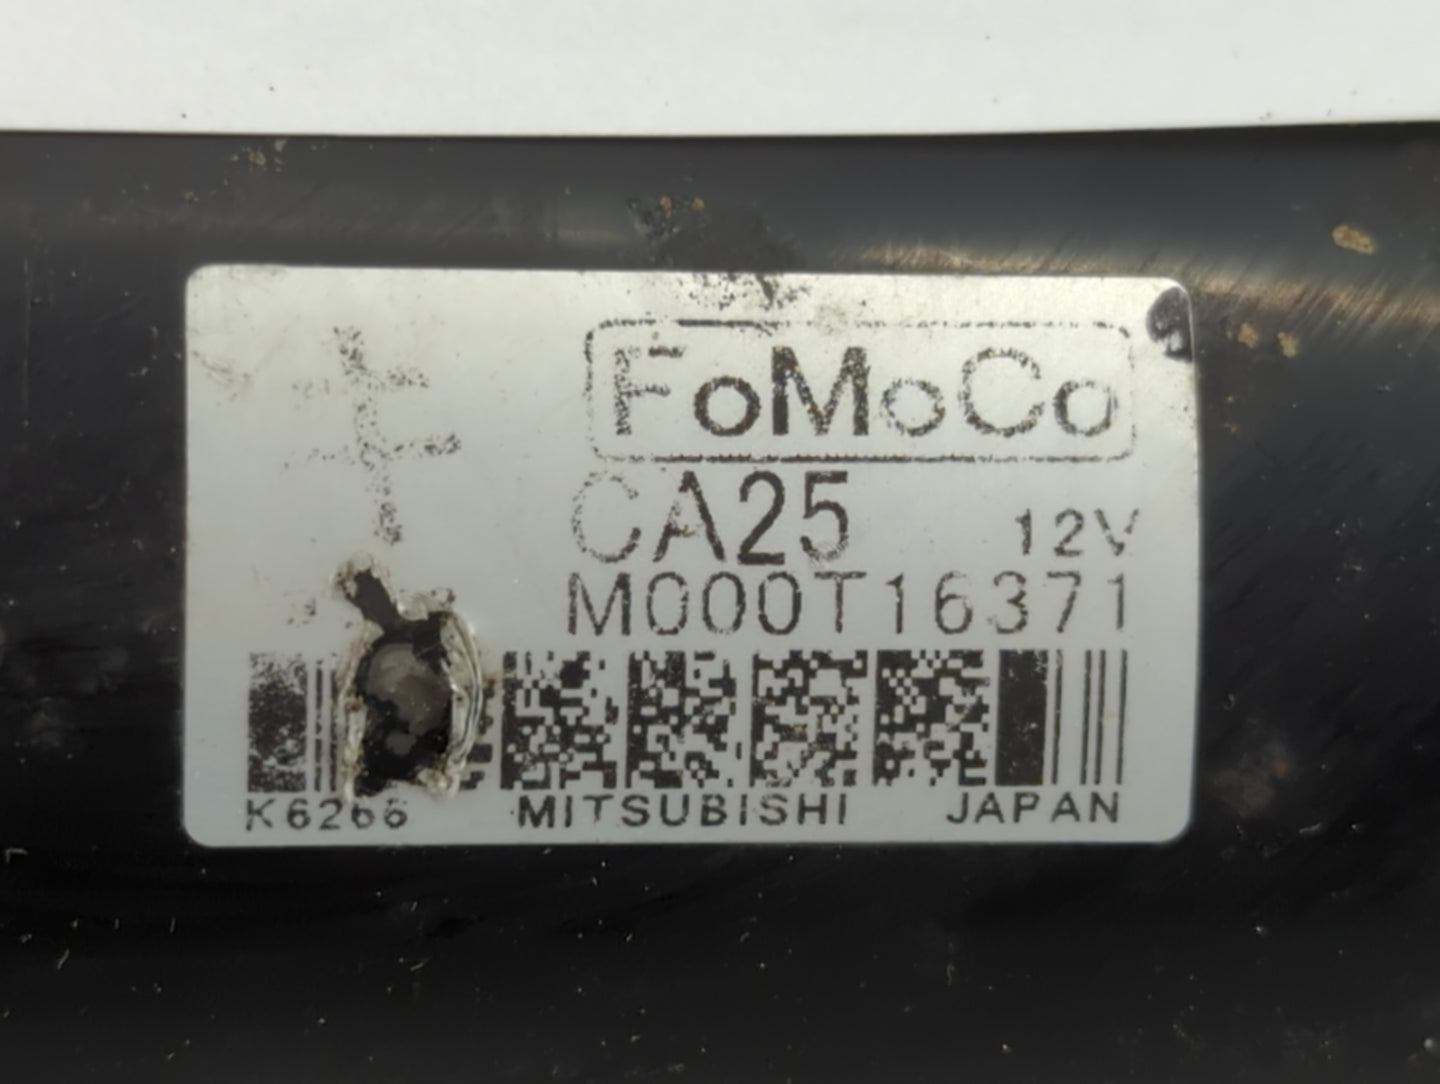 FoMoCo
CA25 12V
M000T16371
K6266 MITSUBISHI JAPAN